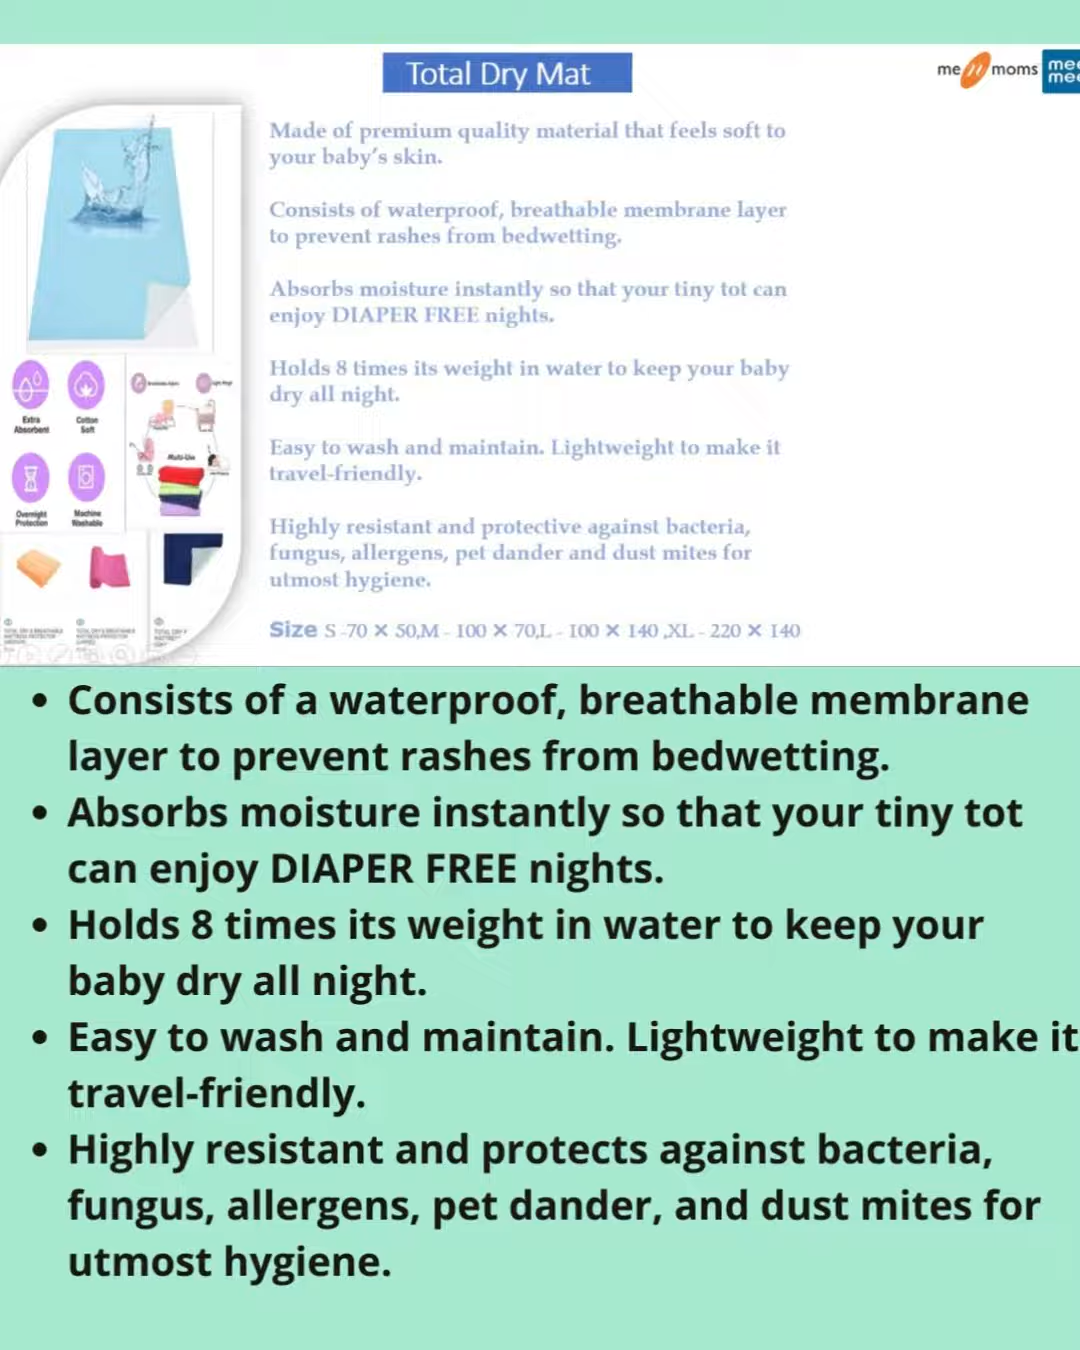 Total Dry Mat
me n moms
mee
mee
Made of premium quality material that feels soft to
your baby's skin.
Consists of waterproof, breathable membrane layer
to prevent rashes from bedwetting.
Absorbs moisture instantly so that your tiny tot can
enjoy DIAPER FREE nights.
Holds 8 times its weight in water to keep your baby
dry all night.
Easy to wash and maintain. Lightweight to make it
travel-friendly.
Highly resistant and protective against bacteria,
fungus, allergens, pet dander and dust mites for
utmost hygiene.
Size S -70 × 50,M - 100 × 70,L - 100 × 140 ,XL - 220 × 140
Extra
Absorbent
Cotton
Soft
Overnight
Protection
Machine
Washable
Multi-Use
• Consists of a waterproof, breathable membrane
layer to prevent rashes from bedwetting.
• Absorbs moisture instantly so that your tiny tot
can enjoy DIAPER FREE nights.
• Holds 8 times its weight in water to keep your
baby dry all night.
• Easy to wash and maintain. Lightweight to make it
travel-friendly.
• Highly resistant and protects against bacteria,
fungus, allergens, pet dander, and dust mites for
utmost hygiene.